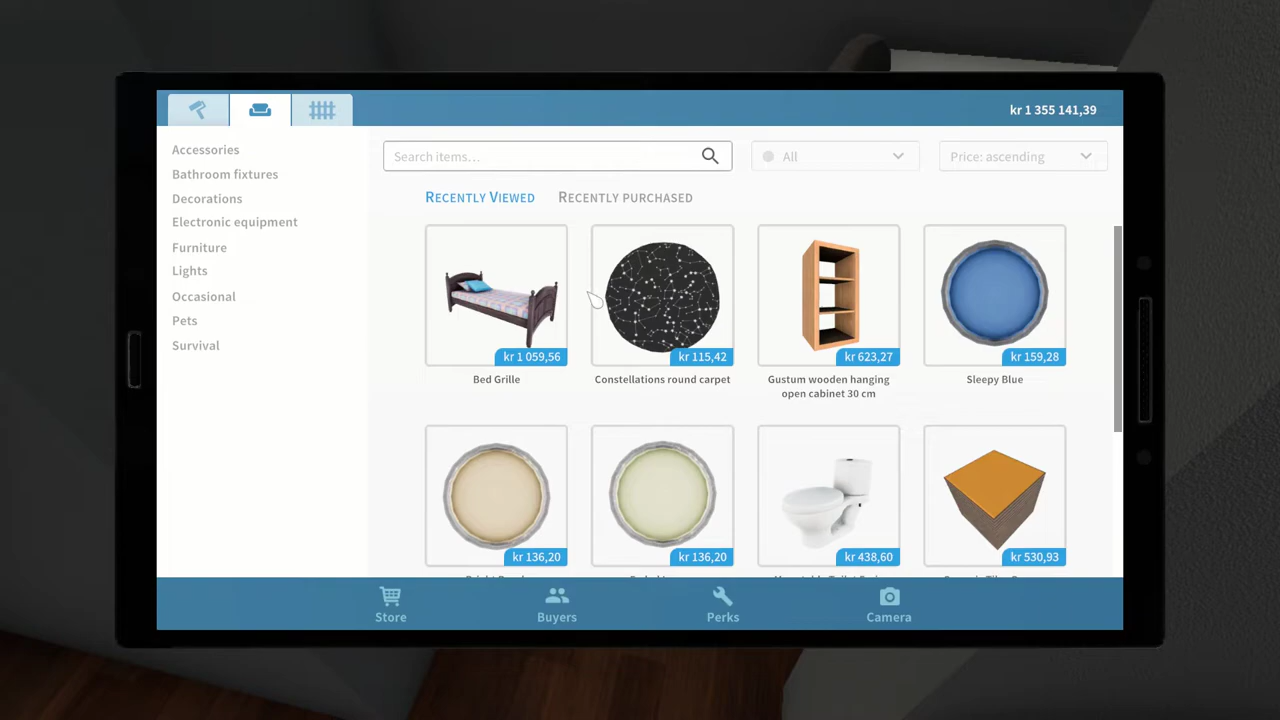 kr 1 355 141,39
Accessories
Bathroom fixtures
Decorations
Electronic equipment
Furniture
Lights
Occasional
Pets
Survival
Search items...
All
Price: ascending
RECENTLY VIEWED
RECENTLY PURCHASED
kr 1 059,56
Bed Grille
kr 115,42
Constellations round carpet
kr 623,27
Gustum wooden hanging
open cabinet 30 cm
kr 159,28
Sleepy Blue
kr 136,20
kr 136,20
kr 438,60
kr 530,93
Store
Buyers
Perks
Camera